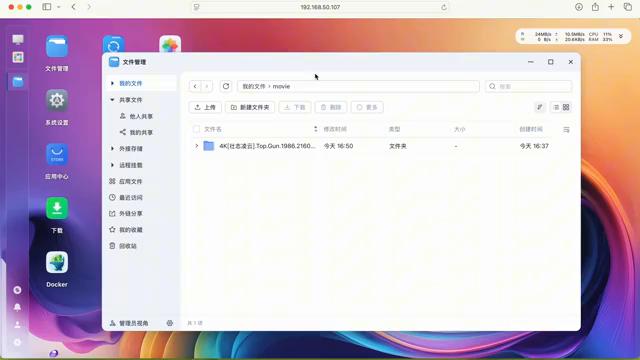 192.168.50.107
R 24MB/s 10.5MB/s CPU 11%
W 0 B/s 20.6KB/s RAM 33%
文件管理
系统设置
应用中心
下载
Docker
文件管理
我的文件
共享文件
他人共享
我的共享
外接存储
远程挂载
应用文件
最近访问
外链分享
我的收藏
回收站
管理员视角
我的文件 › movie
搜索
上传
新建文件夹
下载
删除
更多
文件名 修改时间 类型 大小 创建时间
4K[壮志凌云].Top.Gun.1986.2160... 今天 16:50 文件夹 - 今天 16:37
共 1 项